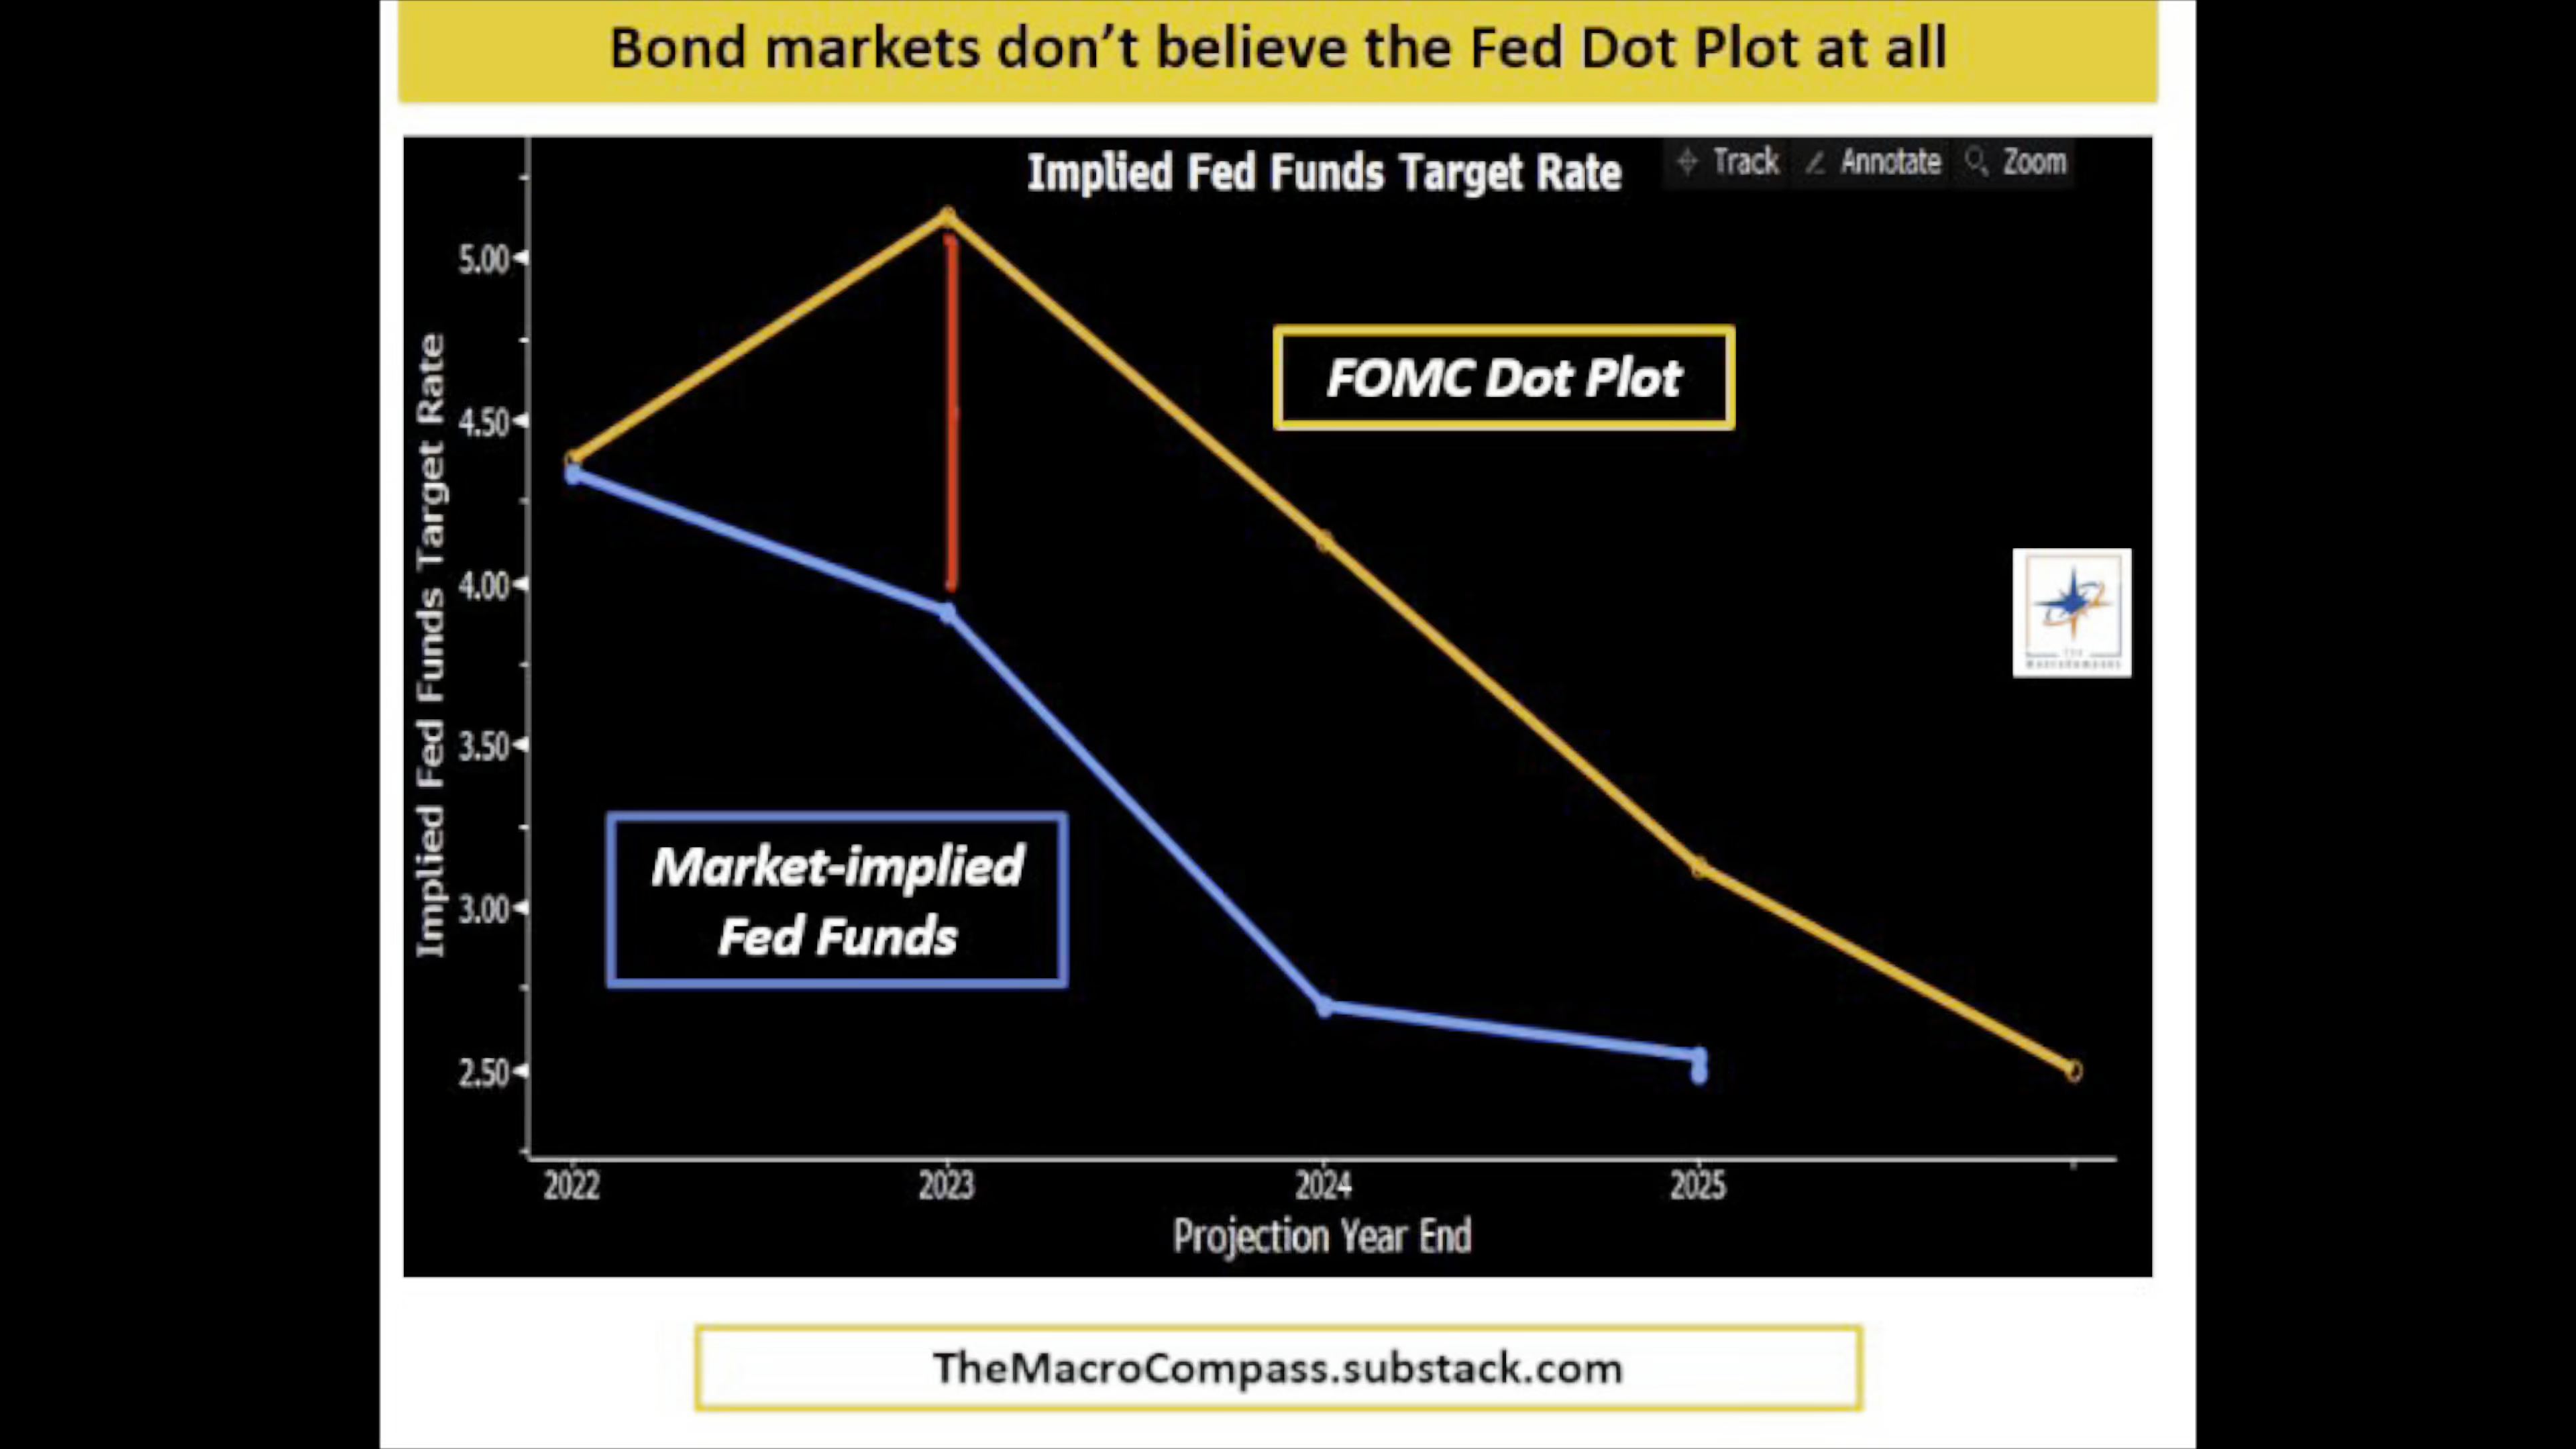 Bond markets don't believe the Fed Dot Plot at all
Implied Fed Funds Target Rate
Track
Annotate
Zoom
Implied Fed Funds Target Rate
5.00
4.50
4.00
3.50
3.00
2.50
FOMC Dot Plot
Market-implied
Fed Funds
2022
2023
2024
2025
Projection Year End
TheMacroCompass.substack.com